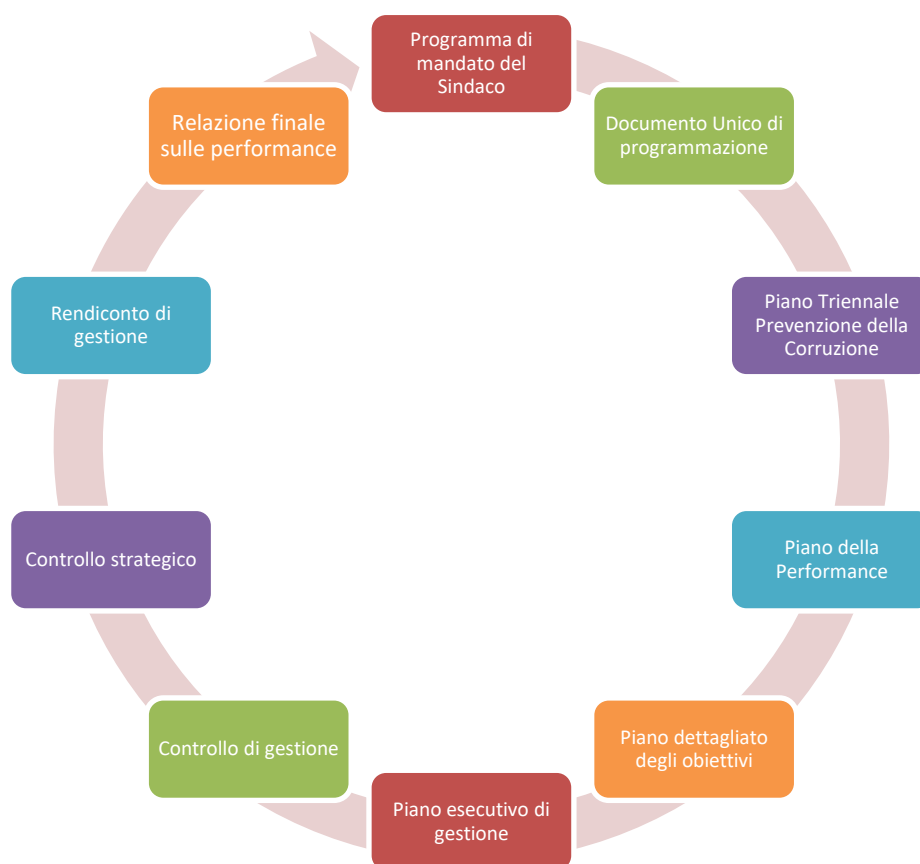 Programma di
mandato del
Sindaco
Documento Unico di
programmazione
Piano Triennale
Prevenzione della
Corruzione
Piano della
Performance
Piano dettagliato
degli obiettivi
Piano esecutivo di
gestione
Controllo di gestione
Controllo strategico
Rendiconto di
gestione
Relazione finale
sulle performance